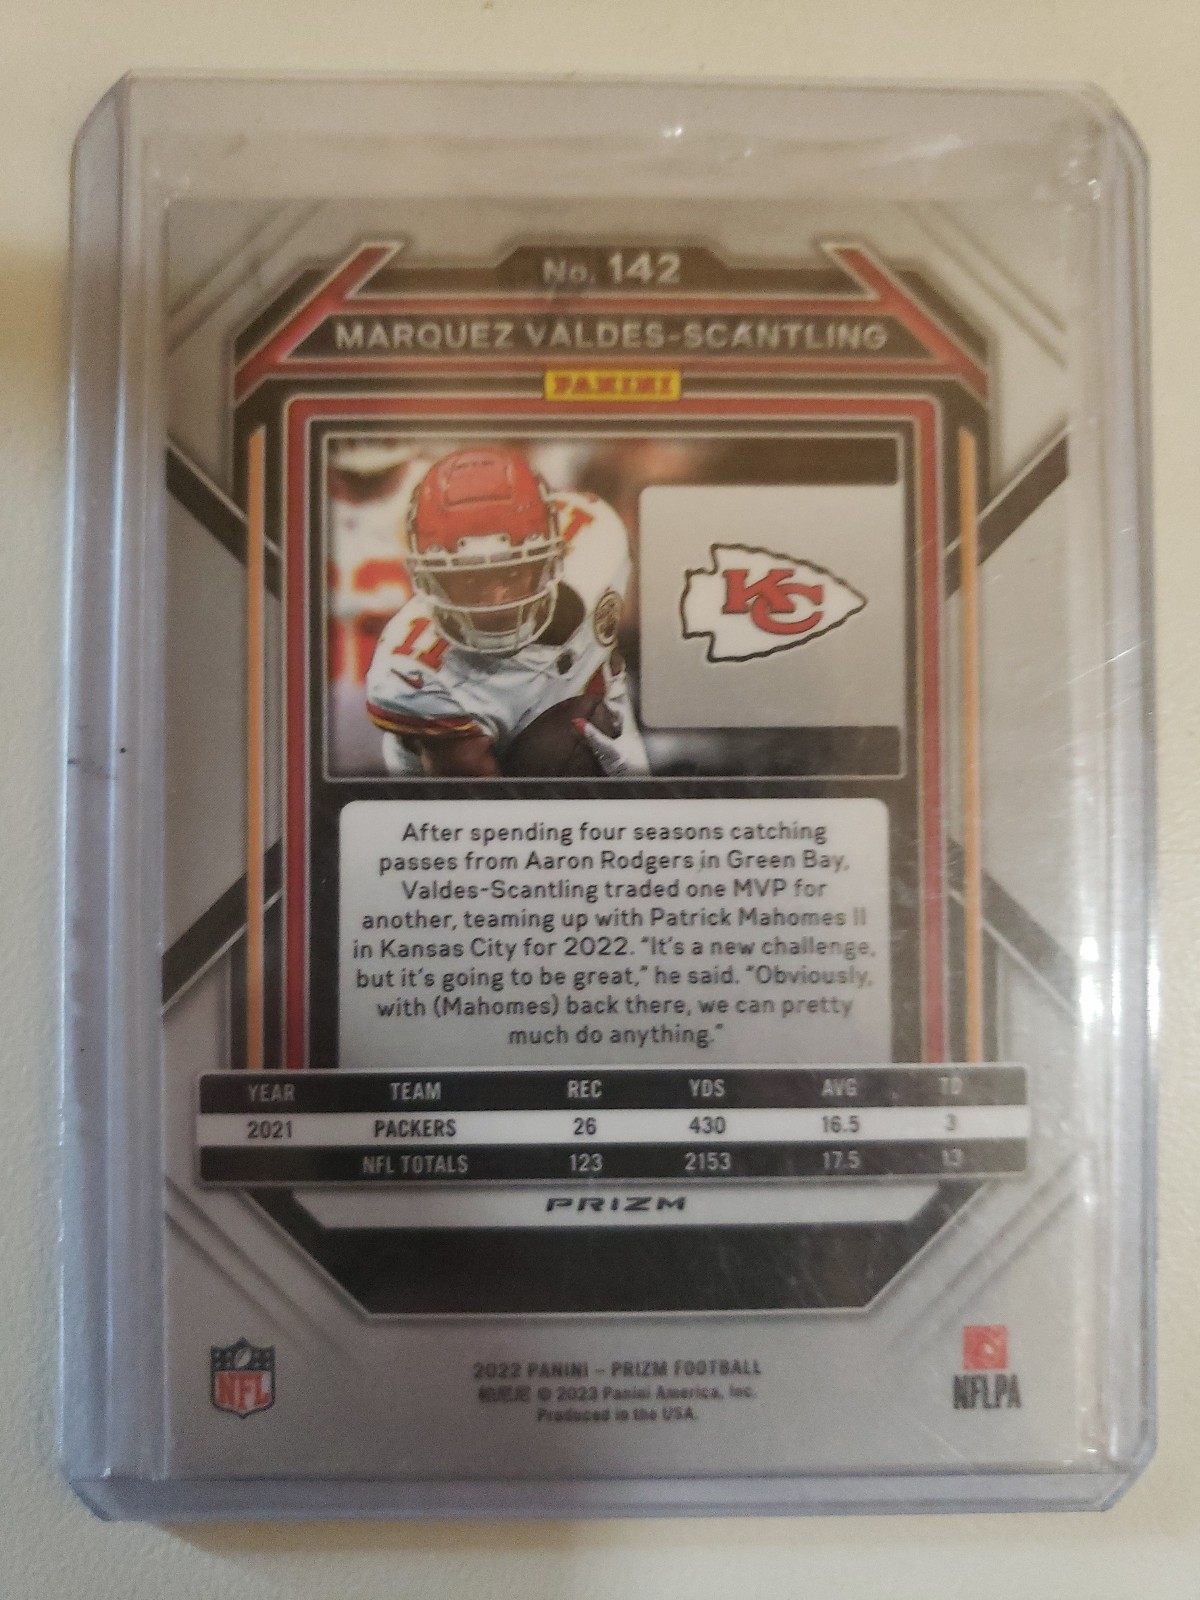 No. 142
MARQUEZ VALDES-SCANTLING
PANINI
11
KC
After spending four seasons catching
passes from Aaron Rodgers in Green Bay,
Valdes-Scantling traded one MVP for
another, teaming up with Patrick Mahomes II
in Kansas City for 2022. "It's a new challenge,
but it's going to be great," he said. "Obviously,
with (Mahomes) back there, we can pretty
much do anything."
YEAR TEAM REC YDS AVG TD
2021 PACKERS 26 430 16.5 3
NFL TOTALS 123 2153 17.5 13
PRIZM
NFL
2022 PANINI – PRIZM FOOTBALL
© 2023 Panini America, Inc.
Produced in the USA.
NFLPA